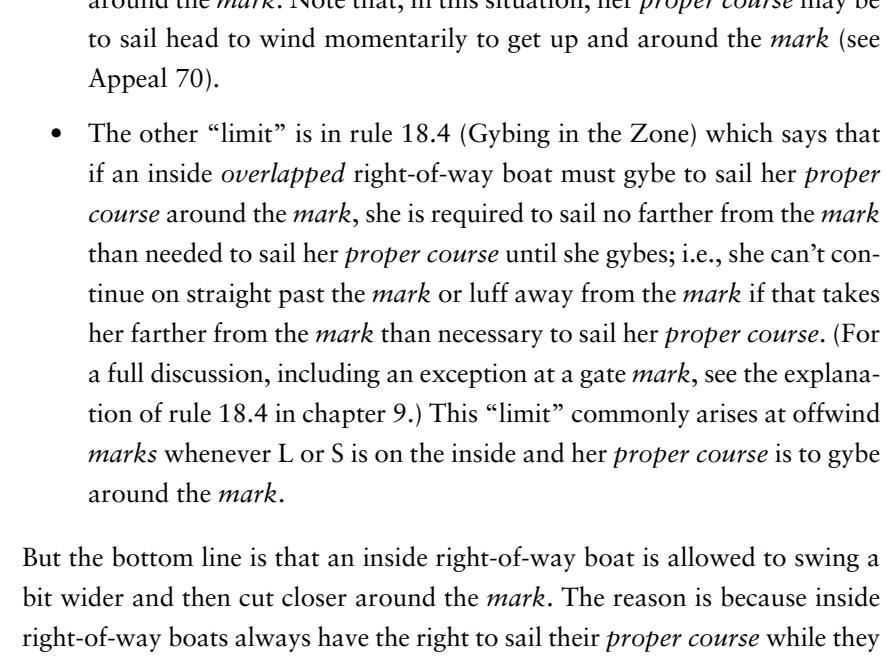 around the mark. Note that, in this situation, her proper course may be
to sail head to wind momentarily to get up and around the mark (see
Appeal 70).
• The other “limit” is in rule 18.4 (Gybing in the Zone) which says that
if an inside overlapped right-of-way boat must gybe to sail her proper
course around the mark, she is required to sail no farther from the mark
than needed to sail her proper course until she gybes; i.e., she can’t con-
tinue on straight past the mark or luff away from the mark if that takes
her farther from the mark than necessary to sail her proper course. (For
a full discussion, including an exception at a gate mark, see the explana-
tion of rule 18.4 in chapter 9.) This “limit” commonly arises at offwind
marks whenever L or S is on the inside and her proper course is to gybe
around the mark.
But the bottom line is that an inside right-of-way boat is allowed to swing a
bit wider and then cut closer around the mark. The reason is because inside
right-of-way boats always have the right to sail their proper course while they